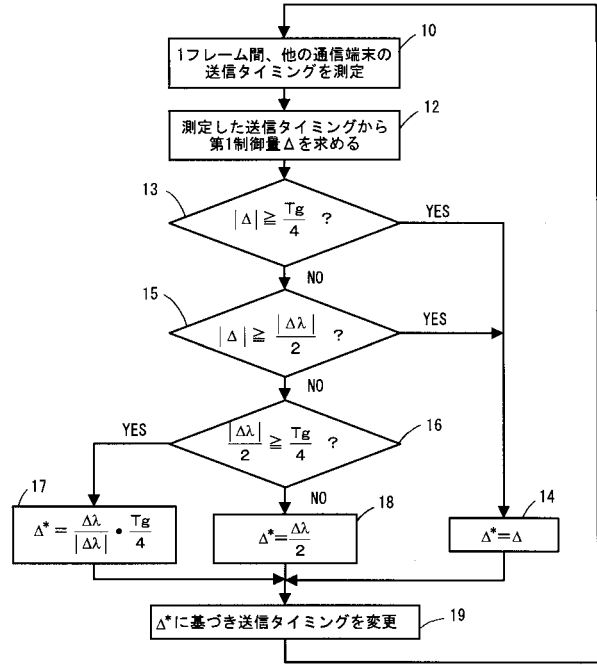 10
1フレーム間、他の通信端末の
送信タイミングを測定
12
測定した送信タイミングから
第1制御量Δを求める
13
|Δ| ≧ Tg/4 ?
YES
NO
15
|Δ| ≧ |Δλ|/2 ?
YES
NO
16
|Δλ|/2 ≧ Tg/4 ?
YES
NO
17
Δ* = Δλ/|Δλ| • Tg/4
18
Δ* = Δλ/2
14
Δ* = Δ
19
Δ*に基づき送信タイミングを変更